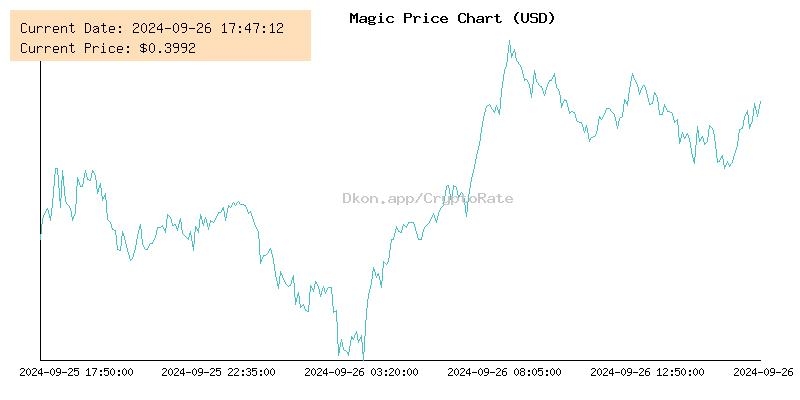 Magic Price Chart (USD)
Current Date: 2024-09-26 17:47:12
Current Price: $0.3992
Dkon.app/CryptoRate
2024-09-25 17:50:00 2024-09-25 22:35:00 2024-09-26 03:20:00 2024-09-26 08:05:00 2024-09-26 12:50:00 2024-09-26